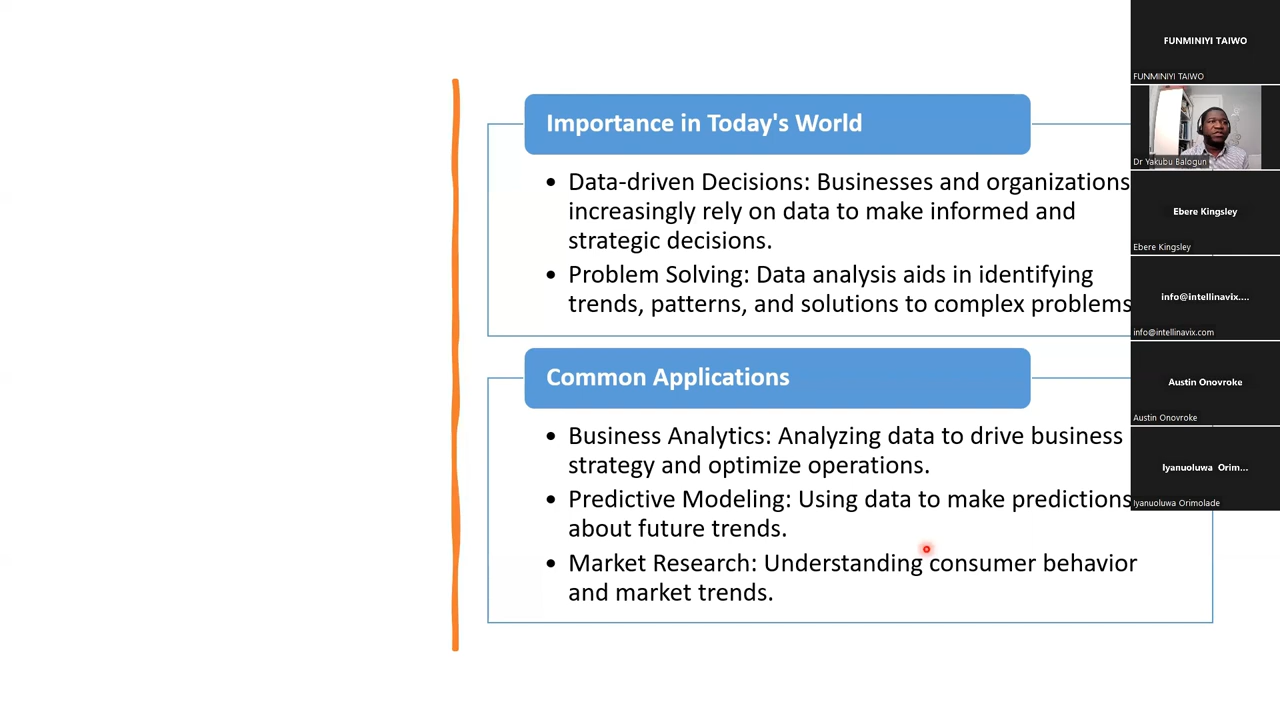 Importance in Today's World
• Data-driven Decisions: Businesses and organizations
increasingly rely on data to make informed and
strategic decisions.
• Problem Solving: Data analysis aids in identifying
trends, patterns, and solutions to complex problems
Common Applications
• Business Analytics: Analyzing data to drive business
strategy and optimize operations.
• Predictive Modeling: Using data to make predictions
about future trends.
• Market Research: Understanding consumer behavior
and market trends.
FUNMINIYI TAIWO
FUNMINIYI TAIWO
Dr Yakubu Balogun
Ebere Kingsley
Ebere Kingsley
info@intellinavix....
info@intellinavix.com
Austin Onovroke
Austin Onovroke
Iyanuoluwa Orim...
Iyanuoluwa Orimolade